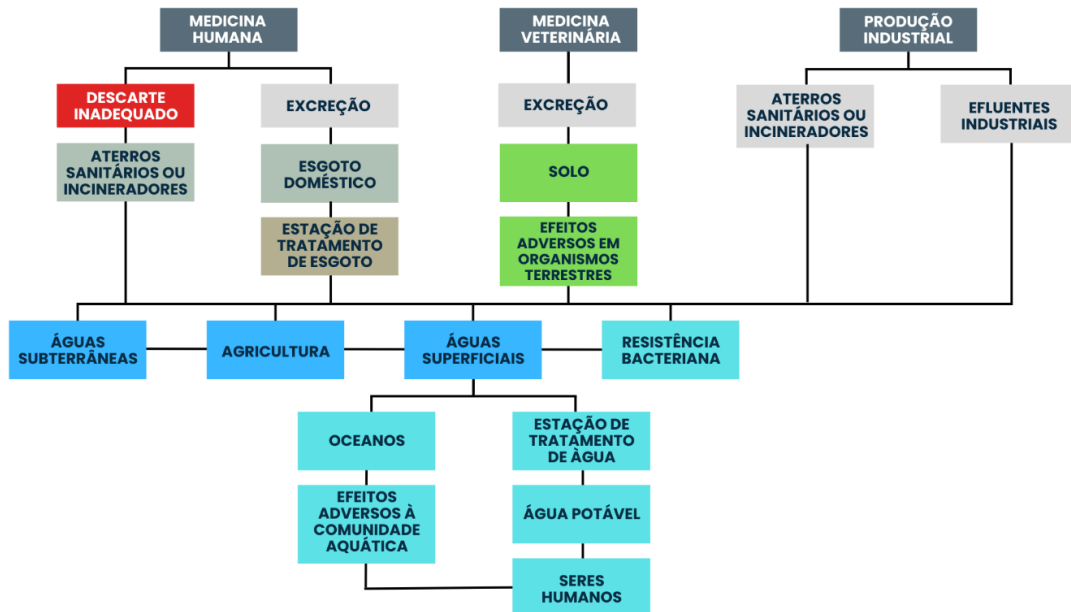 MEDICINA
HUMANA
MEDICINA
VETERINÁRIA
PRODUÇÃO
INDUSTRIAL
DESCARTE
INADEQUADO
EXCREÇÃO
EXCREÇÃO
ATERROS
SANITÁRIOS OU
INCINERADORES
EFLUENTES
INDUSTRIAIS
ATERROS
SANITÁRIOS OU
INCINERADORES
ESGOTO
DOMÉSTICO
SOLO
ESTAÇÃO DE
TRATAMENTO
DE ESGOTO
EFEITOS
ADVERSOS EM
ORGANISMOS
TERRESTRES
ÁGUAS
SUBTERRÂNEAS
AGRICULTURA
ÁGUAS
SUPERFICIAIS
RESISTÊNCIA
BACTERIANA
OCEANOS
ESTAÇÃO DE
TRATAMENTO
DE ÀGUA
EFEITOS
ADVERSOS À
COMUNIDADE
AQUÁTICA
ÁGUA POTÁVEL
SERES
HUMANOS